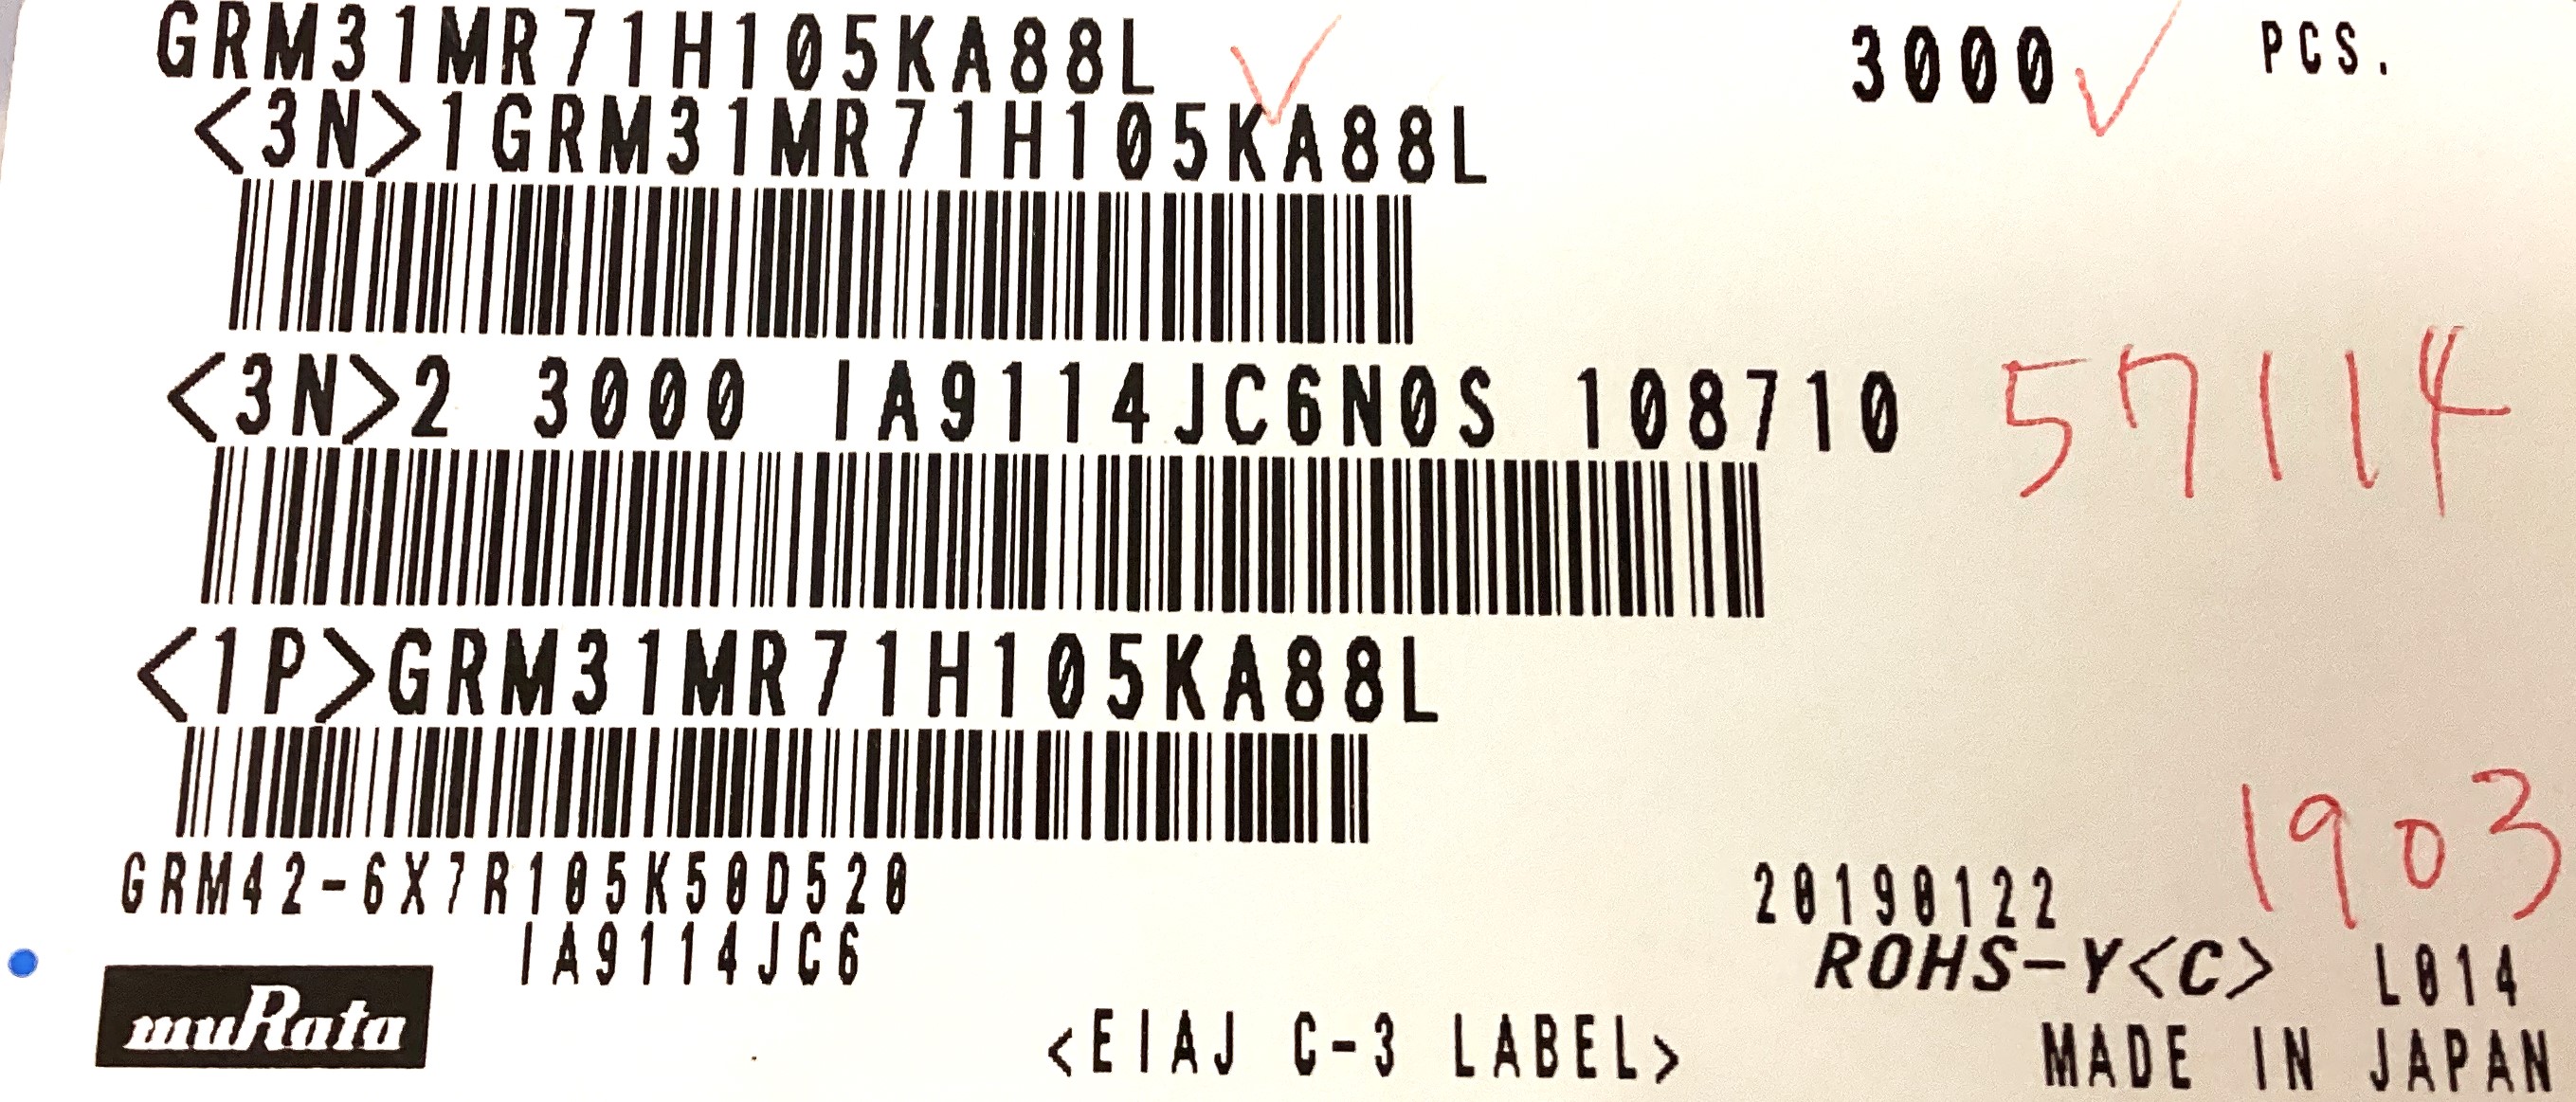 GRM31MR71H105KA88L 3000 PCS.
<3N>1GRM31MR71H105KA88L
<3N>2 3000 IA9114JC6N0S 108710 57114
<1P>GRM31MR71H105KA88L
1903
GRM42-6X7R105K50D520 20190122
IA9114JC6 ROHS-Y<C> L014
muRata <EIAJ C-3 LABEL> MADE IN JAPAN